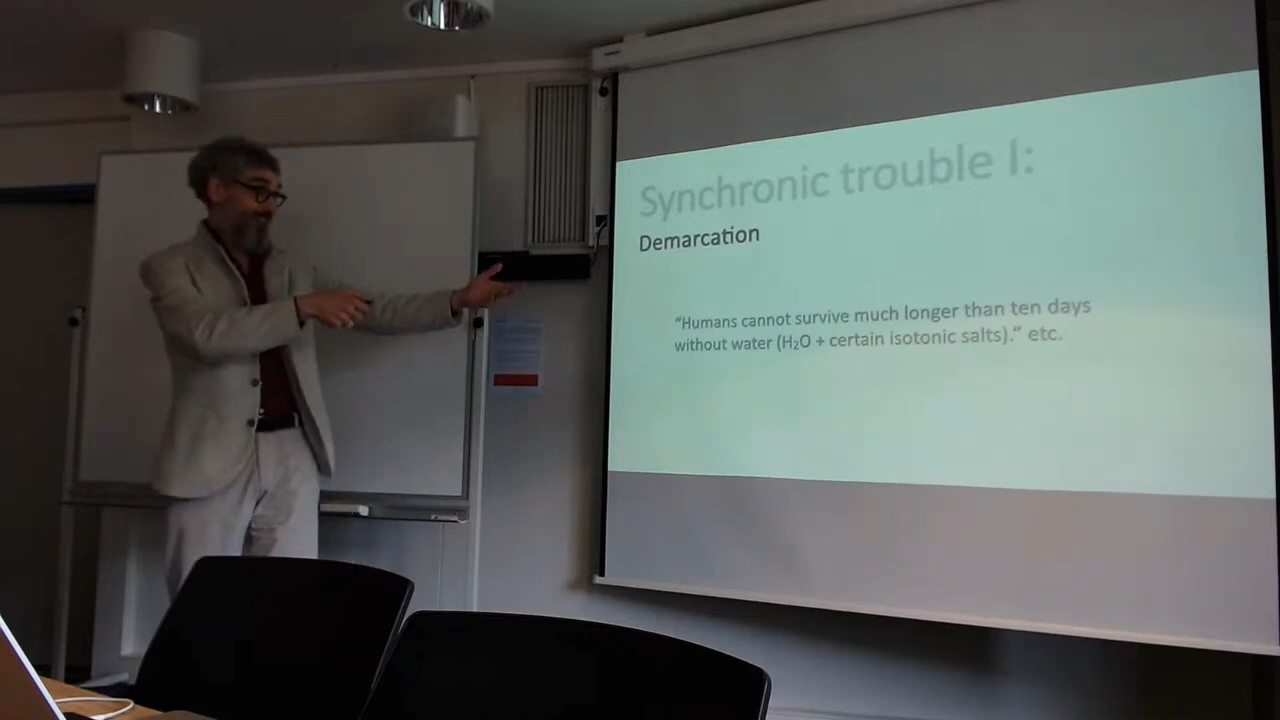 Synchronic trouble I:
Demarcation
“Humans cannot survive much longer than ten days
without water (H₂O + certain isotonic salts).” etc.